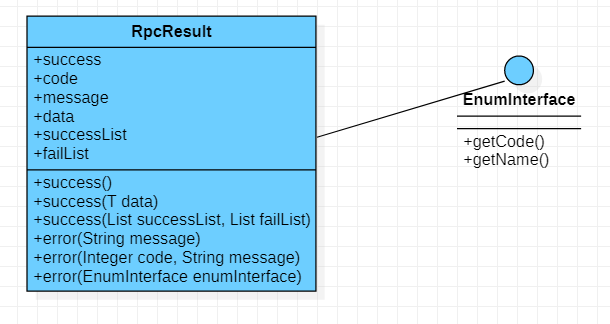 RpcResult
+success
+code
+message
+data
+successList
+failList
+success()
+success(T data)
+success(List successList, List failList)
+error(String message)
+error(Integer code, String message)
+error(EnumInterface enumInterface)
EnumInterface
+getCode()
+getName()